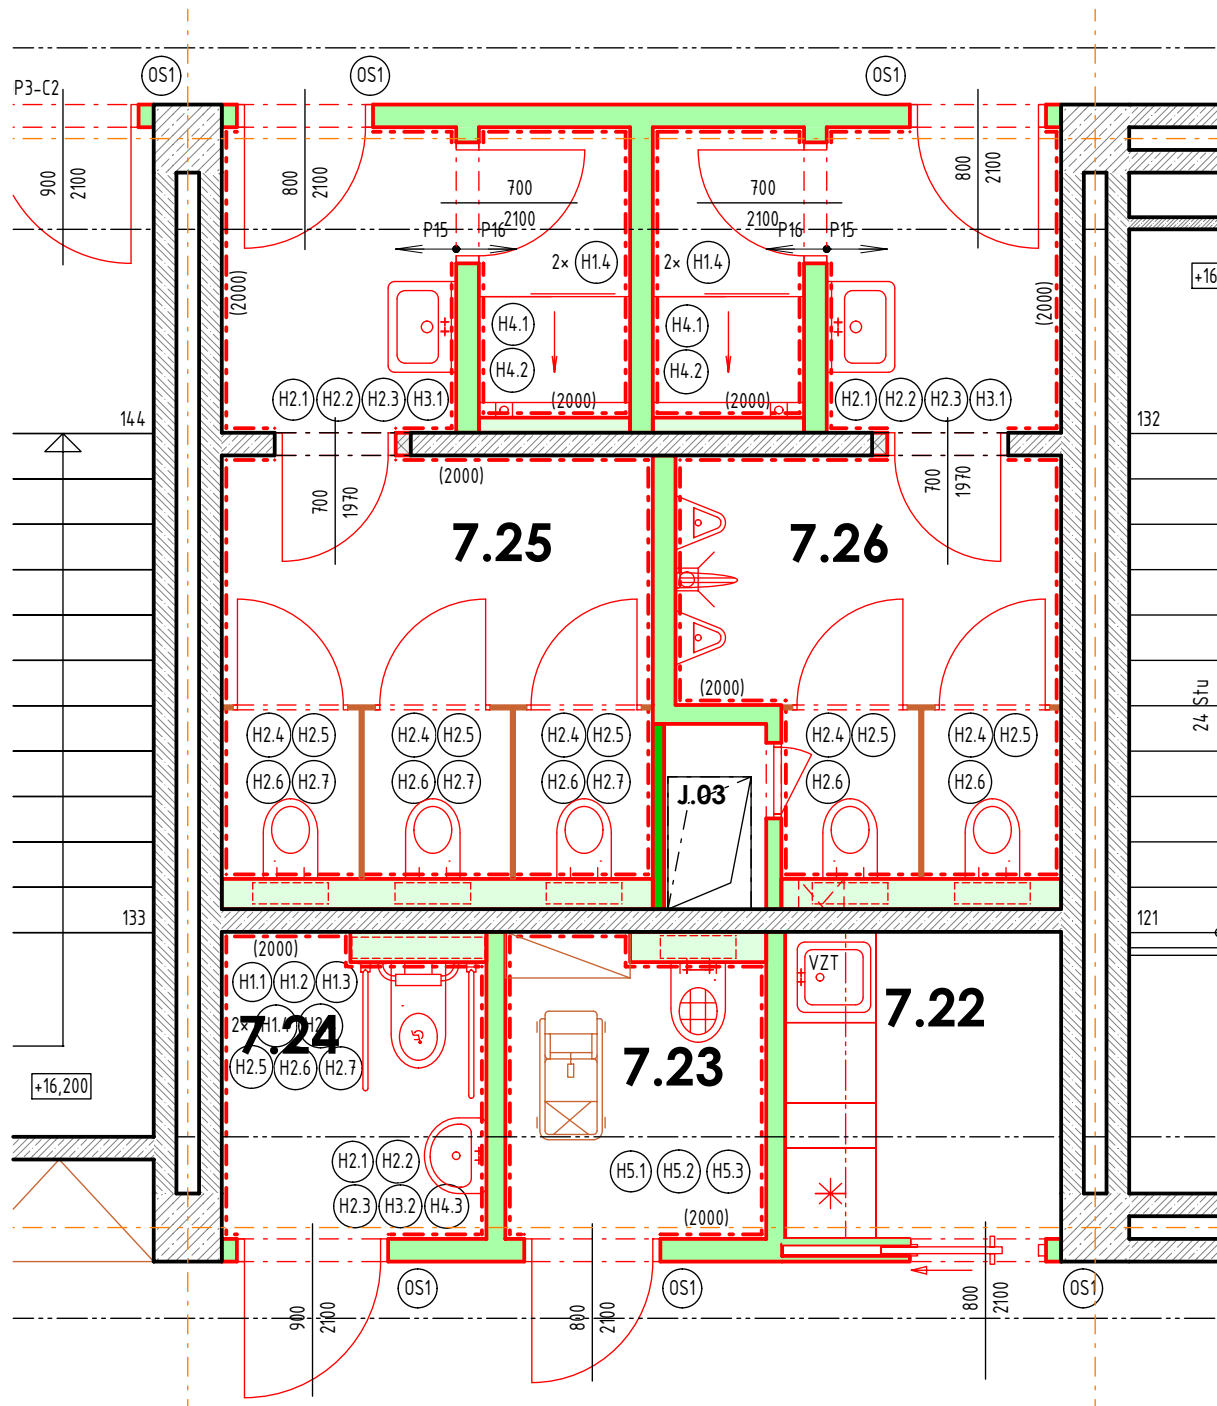 OS1 OS1 OS1
P3-C2
900 2100
800 2100
700 2100
700 2100
800 2100
P15 P16
P16 P15
+16
2× H1.4
2× H1.4
(2000)
(2000)
H4.1
H4.1
H4.2
H4.2
(2000)
(2000)
H2.1 H2.2 H2.3 H3.1
H2.1 H2.2 H2.3 H3.1
144
132
(2000)
700 1970
700 1970
7.25
7.26
(2000)
24 Stu
H2.4 H2.5
H2.4 H2.5
H2.4 H2.5
H2.4 H2.5
H2.4 H2.5
H2.6 H2.7
H2.6 H2.7
H2.6 H2.7
H2.6
H2.6
J.03
133
121
(2000)
H1.1 H1.2 H1.3
VZT
2× H1.4
7.24
7.22
H2.5 H2.6 H2.7
7.23
+16,200
H2.1 H2.2
H5.1 H5.2 H5.3
H2.3 H3.2 H4.3
(2000)
OS1
OS1
OS1
900 2100
800 2100
800 2100